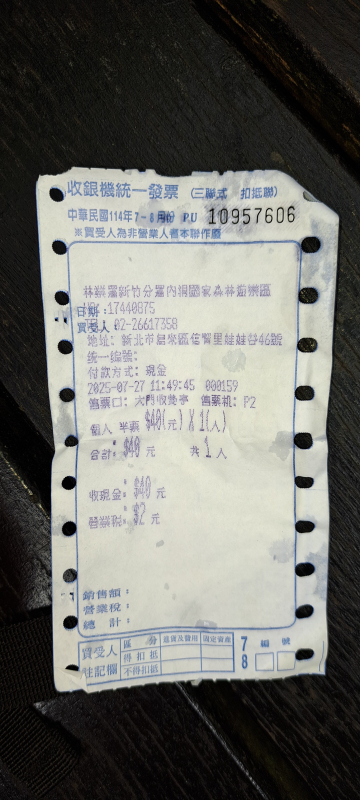 收銀機統一發票 (三聯式 扣抵聯)
中華民國114年7-8月份 PU 10957606
※買受人為非營業人者本聯作廢
林業署新竹分署內洞國家森林遊樂區
日期:17440875
買受人:02-26617358
地址: 新北市烏來區信賢里娃娃谷46號
統一編號:
付款方式: 現金
2025-07-27 11:49:45 000159
售票口: 大門收費亭 售票机: P2
個人 半票 $40(元) X 1(人)
合計: $40 元 共 1 人
收現金: $40 元
營業稅: $2 元
銷售額:
營業稅:
總計:
買受人註記欄 區分 進貨及費用 固定資產
得扣抵
不得扣抵
7 8 編號